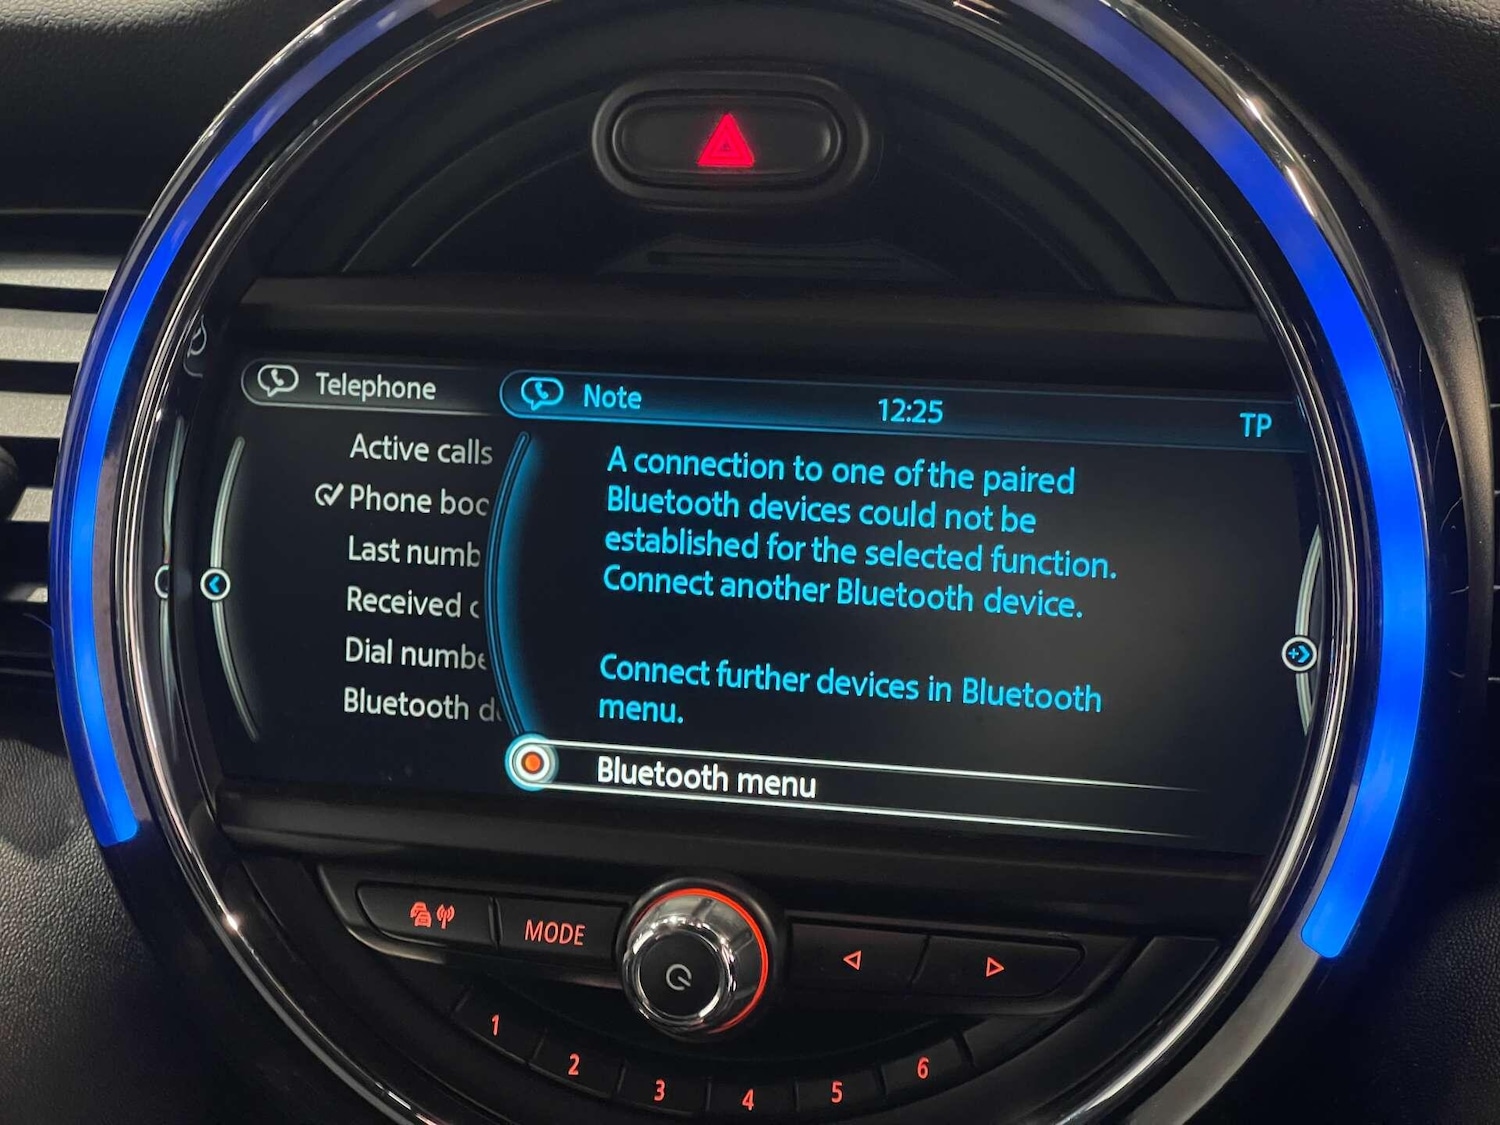 Telephone
Note
12:25
TP
Active calls
Phone boo
Last numb
Received c
Dial numbe
Bluetooth d
A connection to one of the paired
Bluetooth devices could not be
established for the selected function.
Connect another Bluetooth device.
Connect further devices in Bluetooth
menu.
Bluetooth menu
MODE
1
2
3
4
5
6